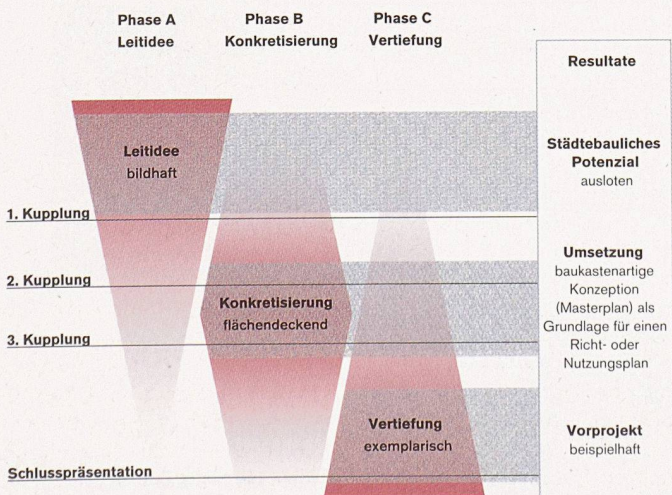 Phase A
Leitidee
Phase B
Konkretisierung
Phase C
Vertiefung
Resultate
Leitidee
bildhaft
Städtebauliches
Potenzial
ausloten
1. Kupplung
2. Kupplung
Konkretisierung
flächendeckend
3. Kupplung
Umsetzung
baukastenartige
Konzeption
(Masterplan) als
Grundlage für einen
Richt- oder
Nutzungsplan
Vertiefung
exemplarisch
Vorprojekt
beispielhaft
Schlusspräsentation